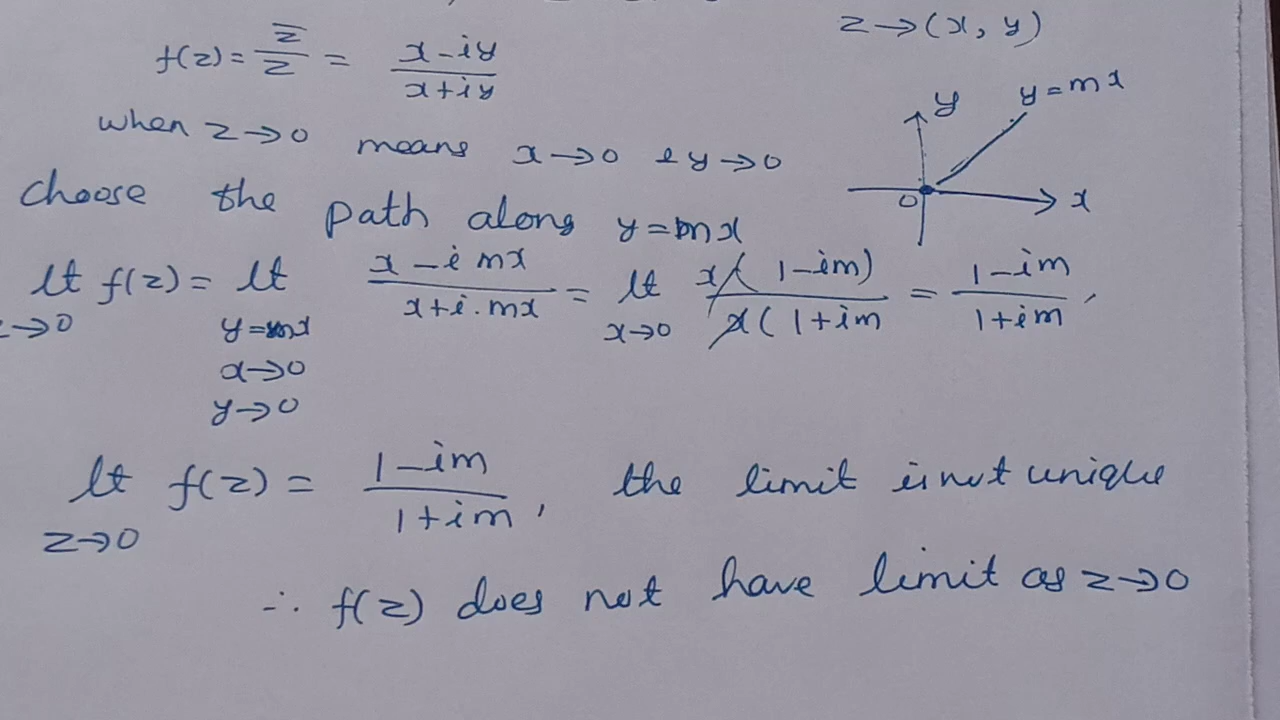 f(z) = z̅/z = (x - iy)/(x + iy)
z → (x, y)
y
y = mx
0
x
when z → 0 means x → 0 & y → 0
choose the path along y = mx
lt f(z) = lt (x - i mx)/(x + i . mx) = lt x( 1 - im)/x( 1 + im = (1 - im)/(1 + im ,
z → 0 y = mx x → 0
x → 0
y → 0
lt f(z) = (1 - im)/(1 + im) , the limit is not unique
z → 0
∴ f(z) does not have limit as z → 0